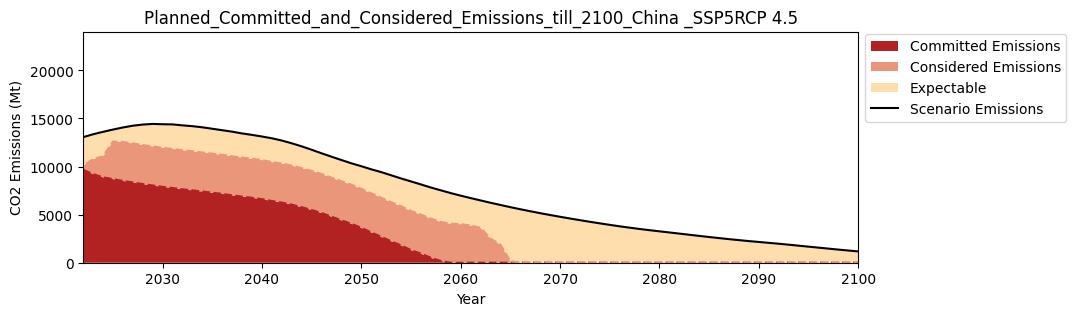 Planned_Committed_and_Considered_Emissions_till_2100_China _SSP5RCP 4.5
20000
15000
10000
5000
0
CO2 Emissions (Mt)
2030
2040
2050
2060
2070
2080
2090
2100
Year
Committed Emissions
Considered Emissions
Expectable
Scenario Emissions